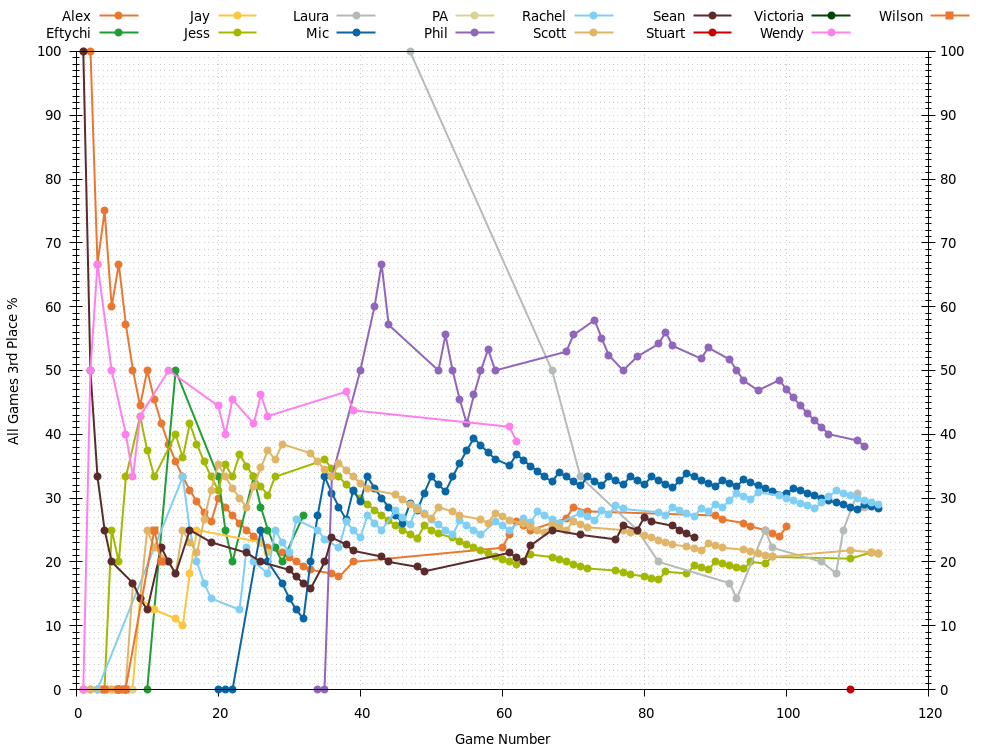 Alex Jay Laura PA Rachel Sean Victoria Wilson
Eftychi Jess Mic Phil Scott Stuart Wendy
100 100
90 90
80 80
70 70
60 60
50 50
40 40
30 30
20 20
10 10
0 0
0 20 40 60 80 100 120
All Games 3rd Place %
Game Number